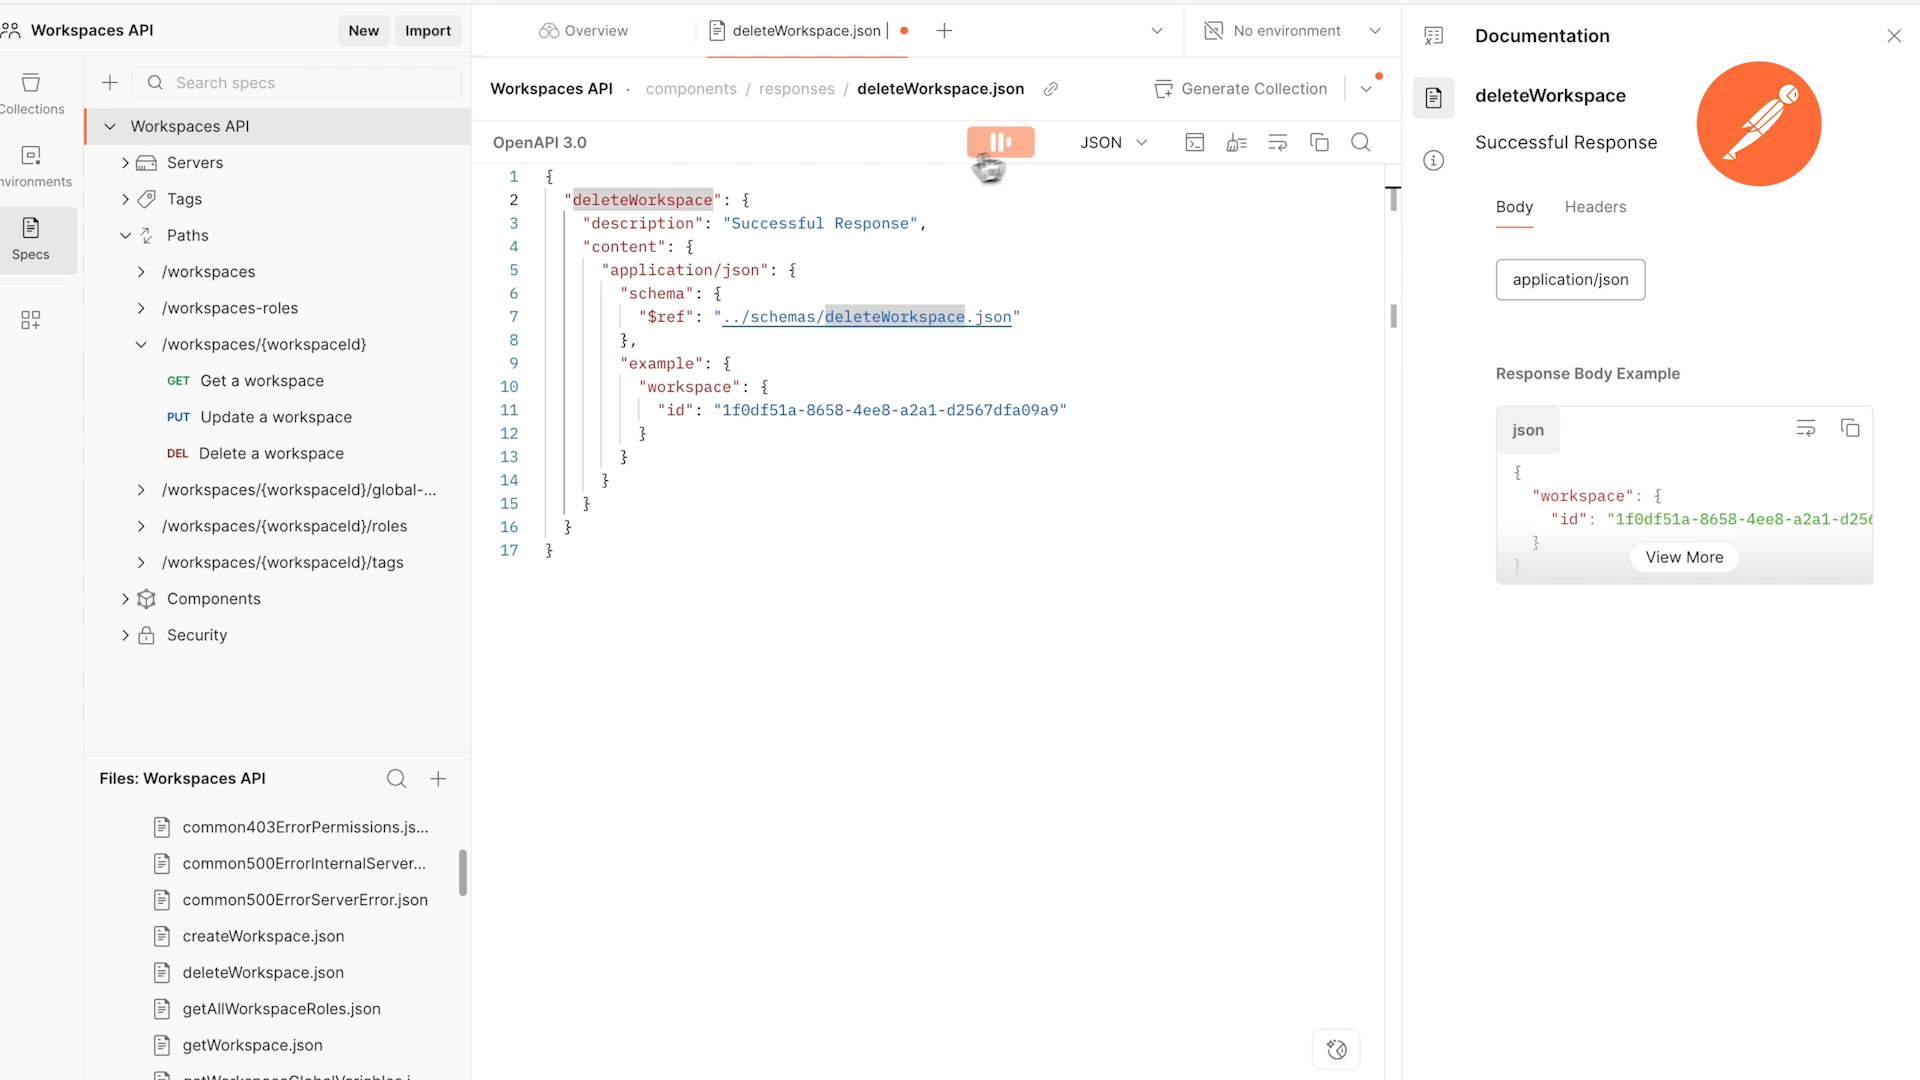 Workspaces API
New
Import
Overview
deleteWorkspace.json
No environment
Documentation
Collections
nvironments
Specs
Search specs
Workspaces API
Servers
Tags
Paths
/workspaces
/workspaces-roles
/workspaces/{workspaceId}
GET Get a workspace
PUT Update a workspace
DEL Delete a workspace
/workspaces/{workspaceId}/global-...
/workspaces/{workspaceId}/roles
/workspaces/{workspaceId}/tags
Components
Security
Files: Workspaces API
common403ErrorPermissions.js...
common500ErrorInternalServer...
common500ErrorServerError.json
createWorkspace.json
deleteWorkspace.json
getAllWorkspaceRoles.json
getWorkspace.json
getWorkspaceGlobalVariables.j
Workspaces API · components / responses / deleteWorkspace.json
Generate Collection
OpenAPI 3.0
JSON
1 {
2 "deleteWorkspace": {
3 "description": "Successful Response",
4 "content": {
5 "application/json": {
6 "schema": {
7 "$ref": "../schemas/deleteWorkspace.json"
8 },
9 "example": {
10 "workspace": {
11 "id": "1f0df51a-8658-4ee8-a2a1-d2567dfa09a9"
12 }
13 }
14 }
15 }
16 }
17 }
deleteWorkspace
Successful Response
Body Headers
application/json
Response Body Example
json
{
"workspace": {
"id": "1f0df51a-8658-4ee8-a2a1-d256
}
}
View More